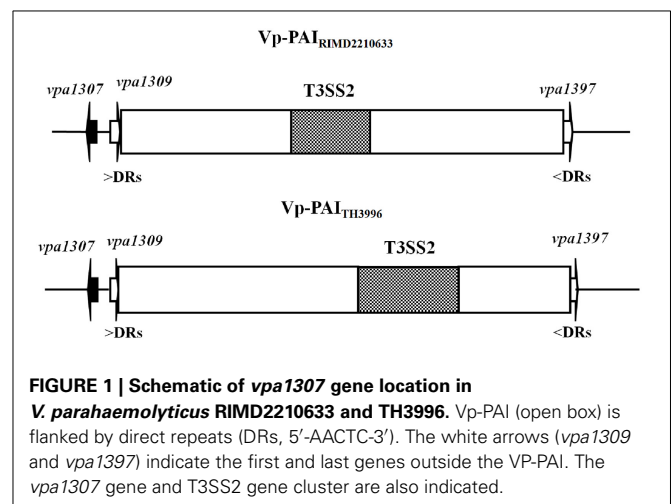 Vp-PAIRIMD2210633
vpa1307 vpa1309 T3SS2 vpa1397
>DRs <DRs
Vp-PAITH3996
vpa1307 vpa1309 T3SS2 vpa1397
>DRs <DRs
FIGURE 1 | Schematic of vpa1307 gene location in
V. parahaemolyticus RIMD2210633 and TH3996. Vp-PAI (open box) is
flanked by direct repeats (DRs, 5′-AACTC-3′). The white arrows (vpa1309
and vpa1397) indicate the first and last genes outside the VP-PAI. The
vpa1307 gene and T3SS2 gene cluster are also indicated.